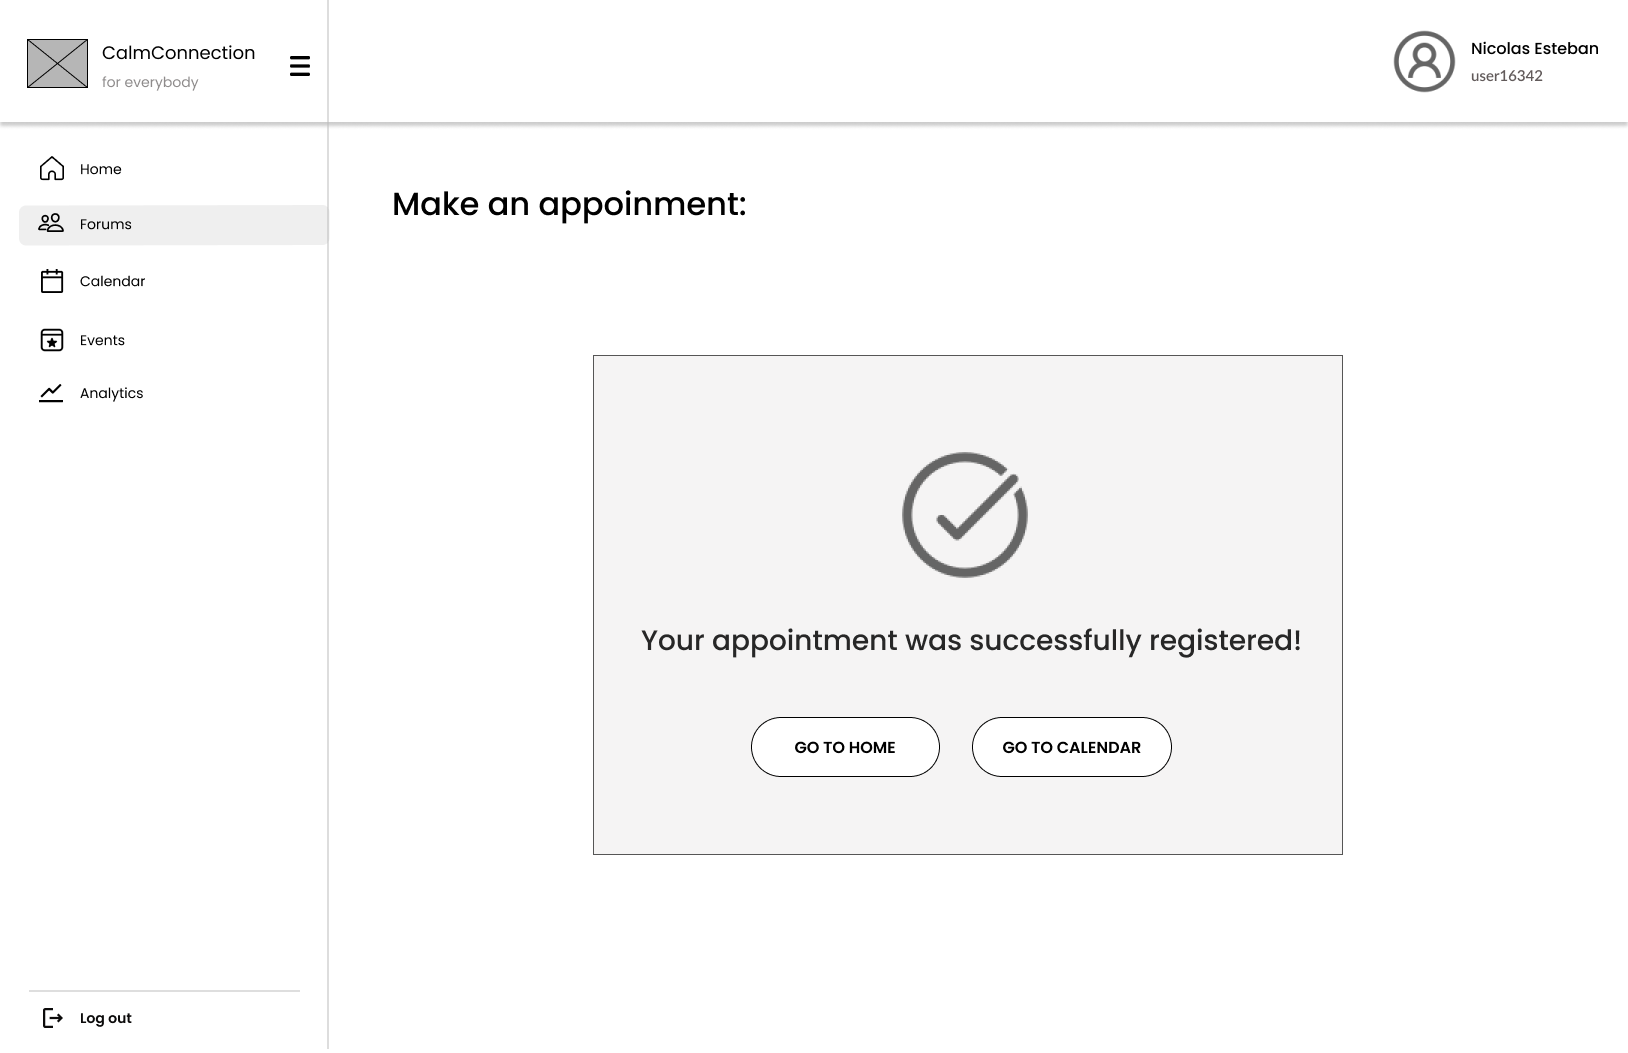 CalmConnection
for everybody
Nicolas Esteban
user16342
Home
Forums
Calendar
Events
Analytics
Log out
Make an appoinment:
Your appointment was successfully registered!
GO TO HOME
GO TO CALENDAR